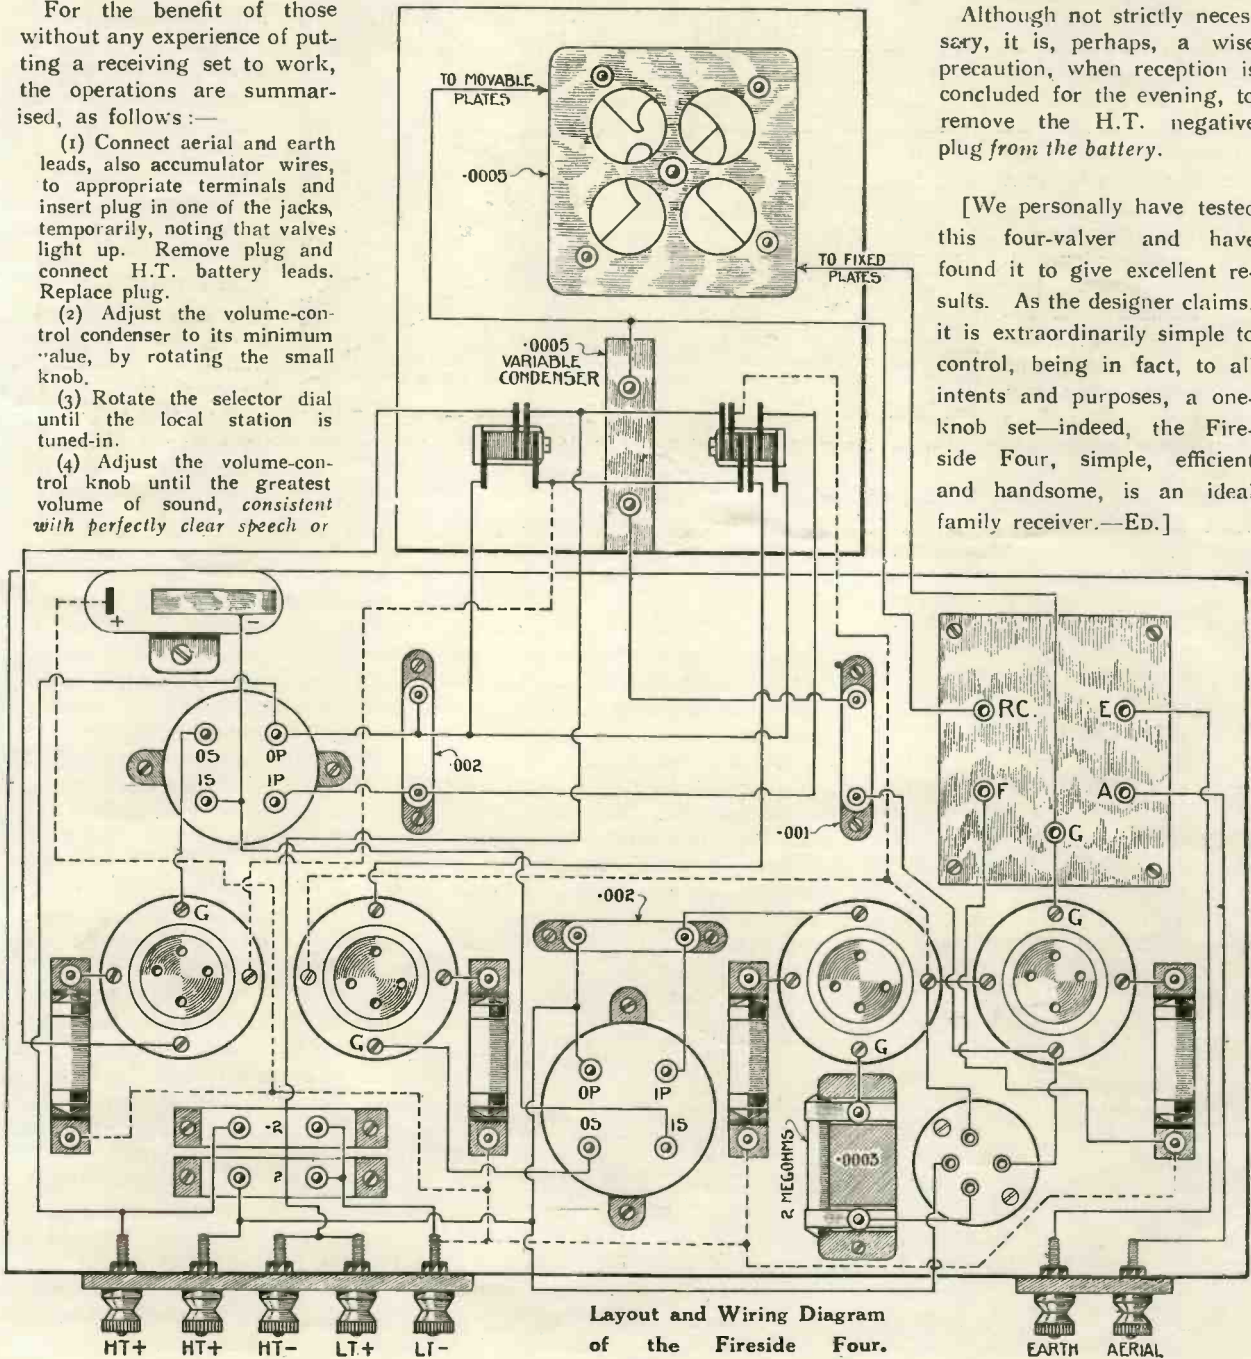 For the benefit of those
without any experience of put-
ting a receiving set to work,
the operations are summar-
ised, as follows :—
(1) Connect aerial and earth
leads, also accumulator wires,
to appropriate terminals and
insert plug in one of the jacks,
temporarily, noting that valves
light up. Remove plug and
connect H.T. battery leads.
Replace plug.
(2) Adjust the volume-con-
trol condenser to its minimum
value, by rotating the small
knob.
(3) Rotate the selector dial
until the local station is
tuned-in.
(4) Adjust the volume-con-
trol knob until the greatest
volume of sound, consistent
with perfectly clear speech or
Although not strictly neces-
sary, it is, perhaps, a wise
precaution, when reception is
concluded for the evening, to
remove the H.T. negative
plug from the battery.
[We personally have tested
this four-valver and have
found it to give excellent re-
sults. As the designer claims,
it is extraordinarily simple to
control, being in fact, to all
intents and purposes, a one-
knob set—indeed, the Fire-
side Four, simple, efficient
and handsome, is an ideal
family receiver.—ED.]
TO MOVABLE
PLATES
·0005
TO FIXED
PLATES
·0005
VARIABLE
CONDENSER
+ -
OS OP
IS IP
·002
·001
RC. E
F A
G
G
G
·002
G
G
OP IP
OS IS
2 MEGOHMS
·0003
·2
2
HT+ HT+ HT- LT+ LT-
EARTH AERIAL
Layout and Wiring Diagram
of the Fireside Four.